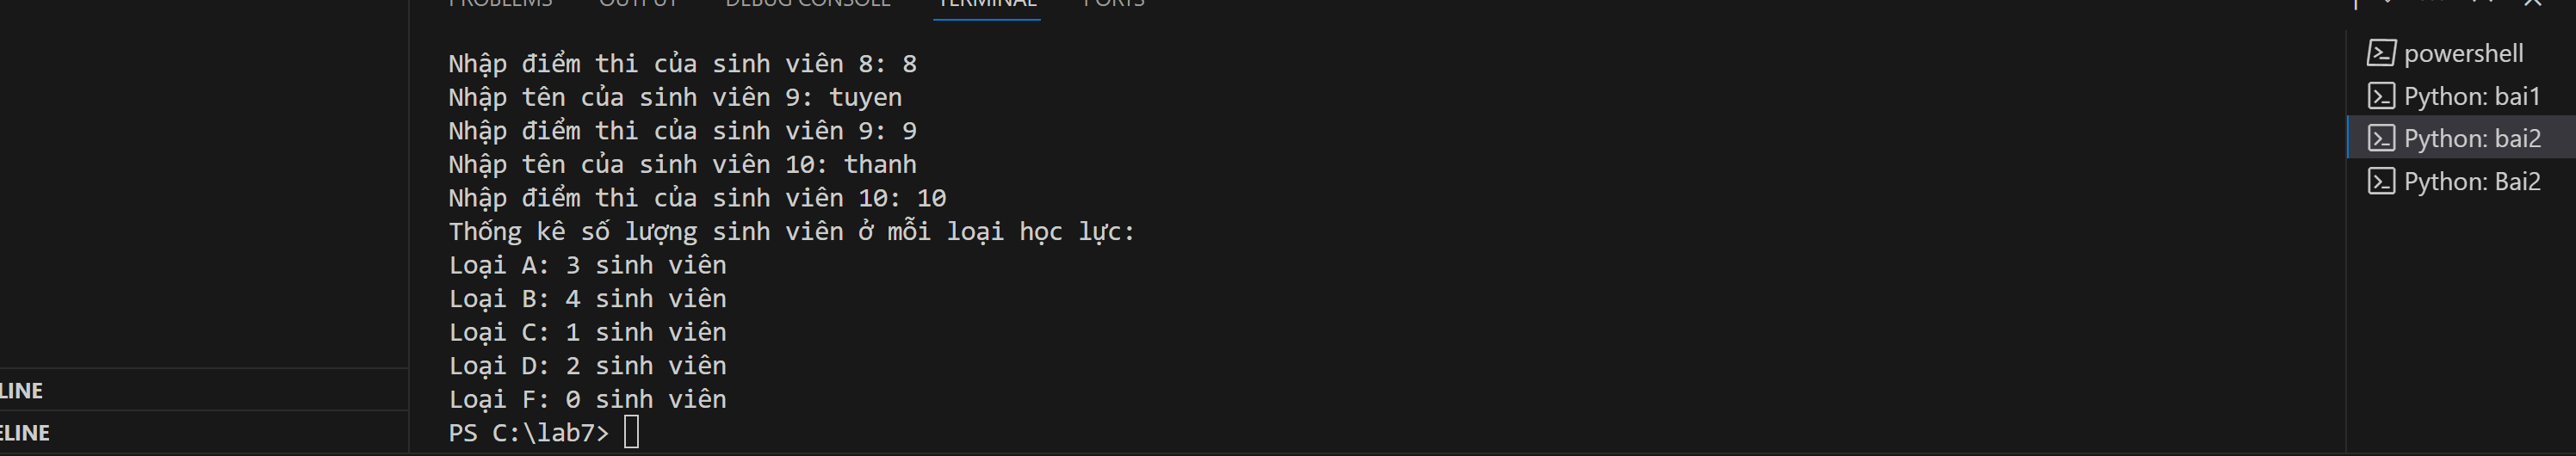 PROBLEMS OUTPUT DEBUG CONSOLE TERMINAL PORTS
Nhập điểm thi của sinh viên 8: 8
Nhập tên của sinh viên 9: tuyen
Nhập điểm thi của sinh viên 9: 9
Nhập tên của sinh viên 10: thanh
Nhập điểm thi của sinh viên 10: 10
Thống kê số lượng sinh viên ở mỗi loại học lực:
Loại A: 3 sinh viên
Loại B: 4 sinh viên
Loại C: 1 sinh viên
Loại D: 2 sinh viên
Loại F: 0 sinh viên
PS C:\lab7>
powershell
Python: bai1
Python: bai2
Python: Bai2
LINE
ELINE